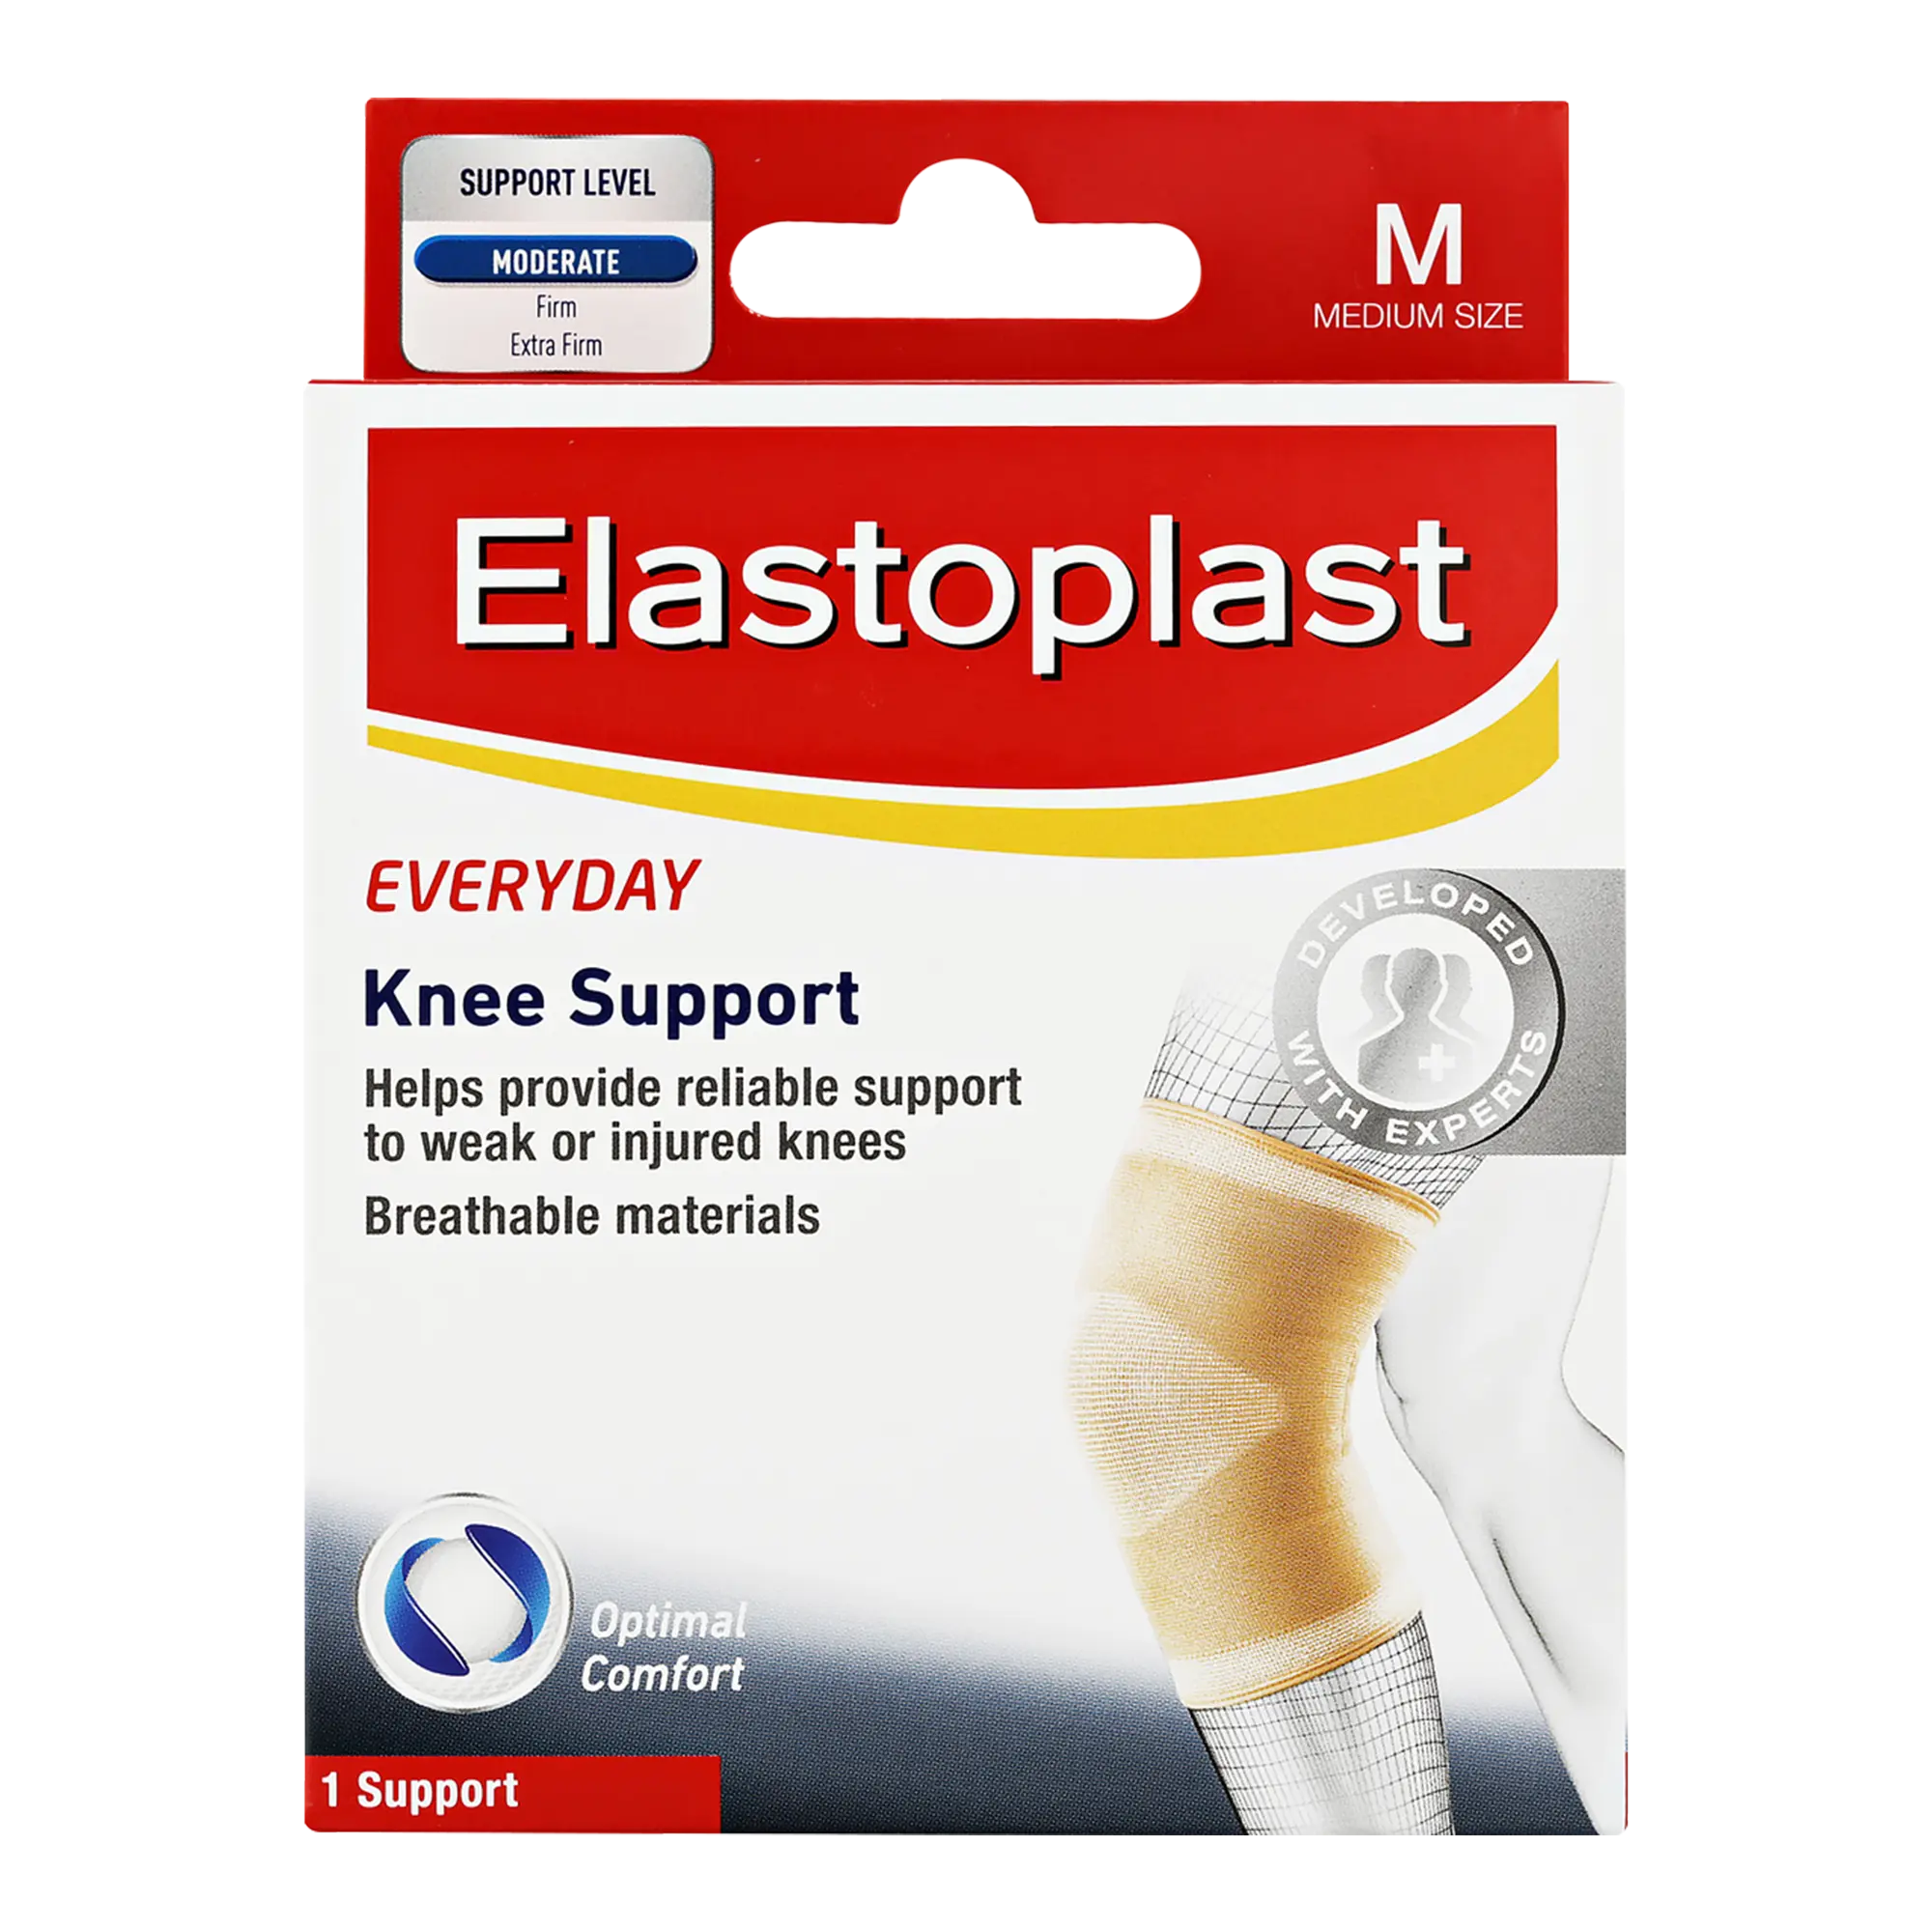 SUPPORT LEVEL
MODERATE
Firm
Extra Firm
M
MEDIUM SIZE
Elastoplast
EVERYDAY
Knee Support
Helps provide reliable support
to weak or injured knees
Breathable materials
DEVELOPED
WITH EXPERTS
Optimal
Comfort
1 Support